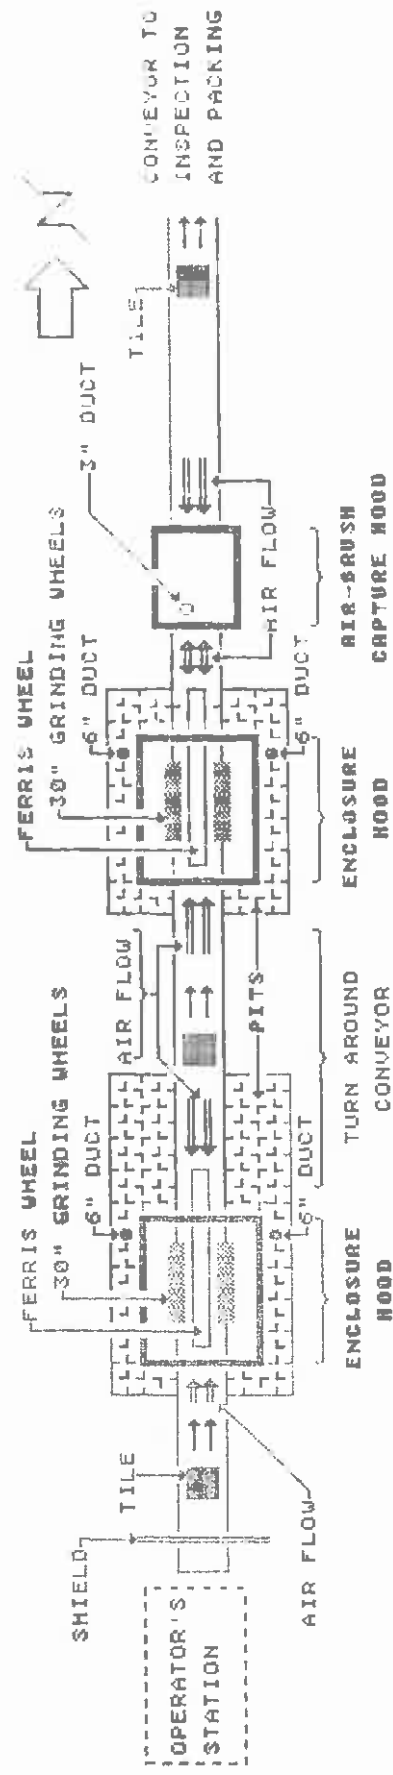 OPERATOR'S
STATION
SHIELD
TILE
AIR FLOW
FERRIS WHEEL
30" GRINDING WHEELS
6" DUCT
6" DUCT
ENCLOSURE
HOOD
AIR FLOW
PITS
TURN AROUND
CONVEYOR
FERRIS WHEEL
30" GRINDING WHEELS
6" DUCT
6" DUCT
ENCLOSURE
HOOD
3" DUCT
AIR FLOW
AIR-BRUSH
CAPTURE HOOD
TILE
N
CONVEYOR TO
INSPECTION
AND PACKING